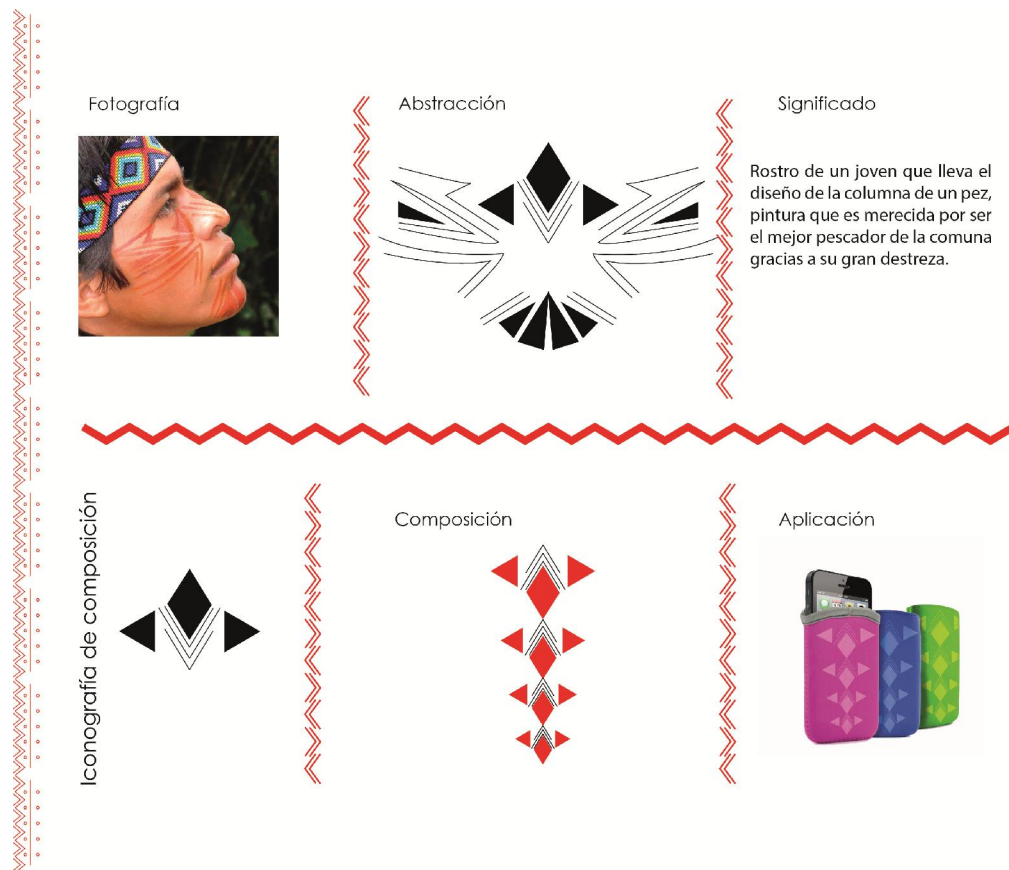 Fotografía
Abstracción
Significado
Rostro de un joven que lleva el
diseño de la columna de un pez,
pintura que es merecida por ser
el mejor pescador de la comuna
gracias a su gran destreza.
Iconografía de composición
Composición
Aplicación